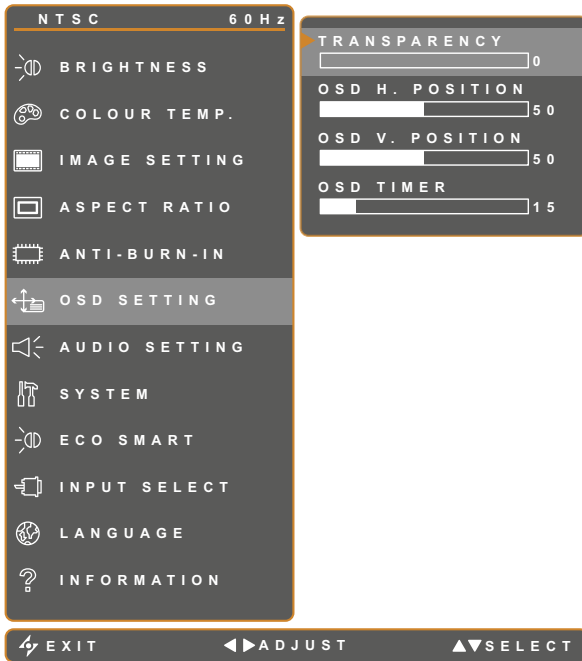 NTSC 60Hz
BRIGHTNESS
COLOUR TEMP.
IMAGE SETTING
ASPECT RATIO
ANTI-BURN-IN
OSD SETTING
AUDIO SETTING
SYSTEM
ECO SMART
INPUT SELECT
LANGUAGE
INFORMATION
TRANSPARENCY
0
OSD H. POSITION
50
OSD V. POSITION
50
OSD TIMER
15
EXIT ADJUST SELECT